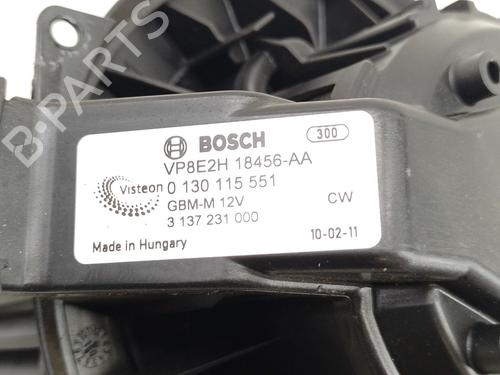 B-PARTS
BOSCH
300
VP8E2H 18456-AA
Visteon
0 130 115 551
GBM-M 12V
CW
3 137 231 000
Made in Hungary
10-02-11